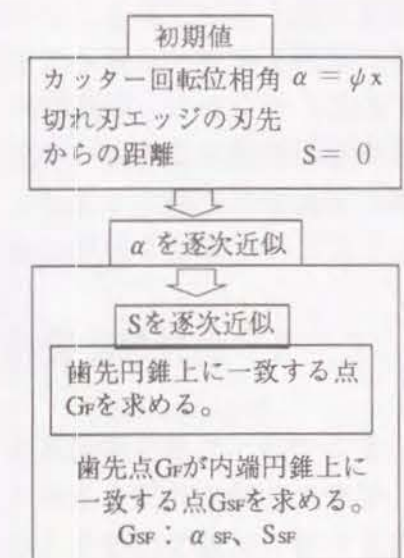 初期値
カッター回転位相角 α = ψx
切れ刃エッジの刃先
からの距離 S= 0
α を逐次近似
Sを逐次近似
歯先円錐上に一致する点
GFを求める。
歯先点GFが内端円錐上に
一致する点GSFを求める。
GSF : α SF、SSF